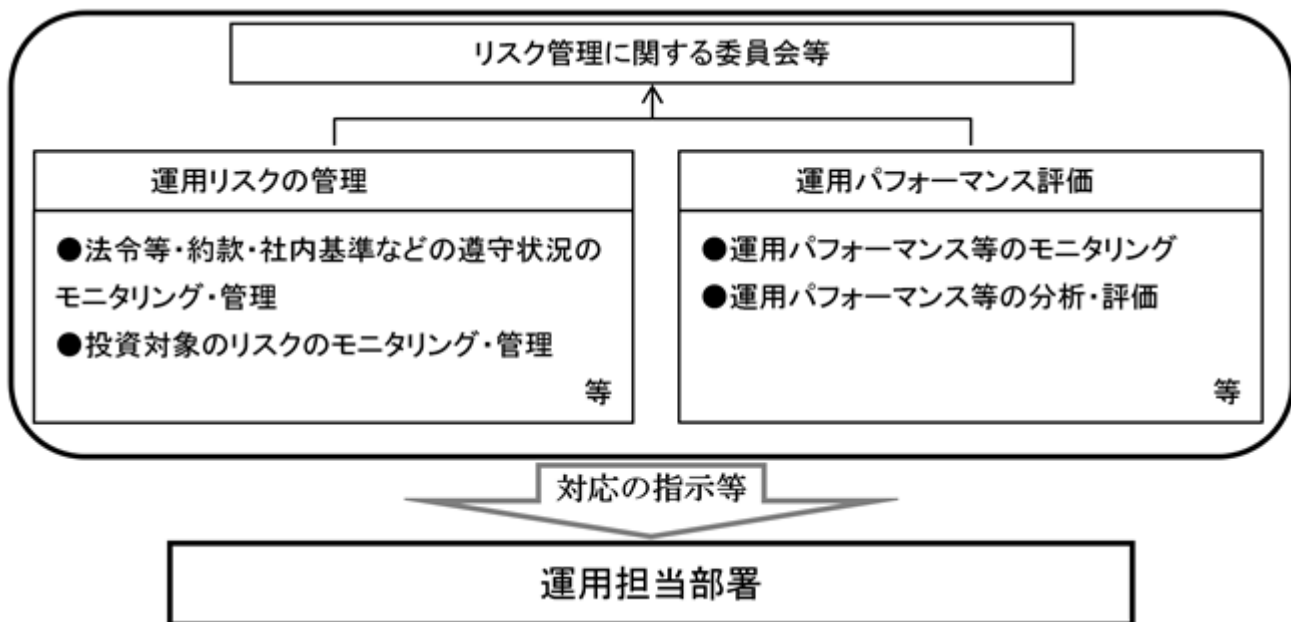 リスク管理に関する委員会等
運用リスクの管理
●法令等・約款・社内基準などの遵守状況の
モニタリング・管理
●投資対象のリスクのモニタリング・管理
等
運用パフォーマンス評価
●運用パフォーマンス等のモニタリング
●運用パフォーマンス等の分析・評価
等
対応の指示等
運用担当部署